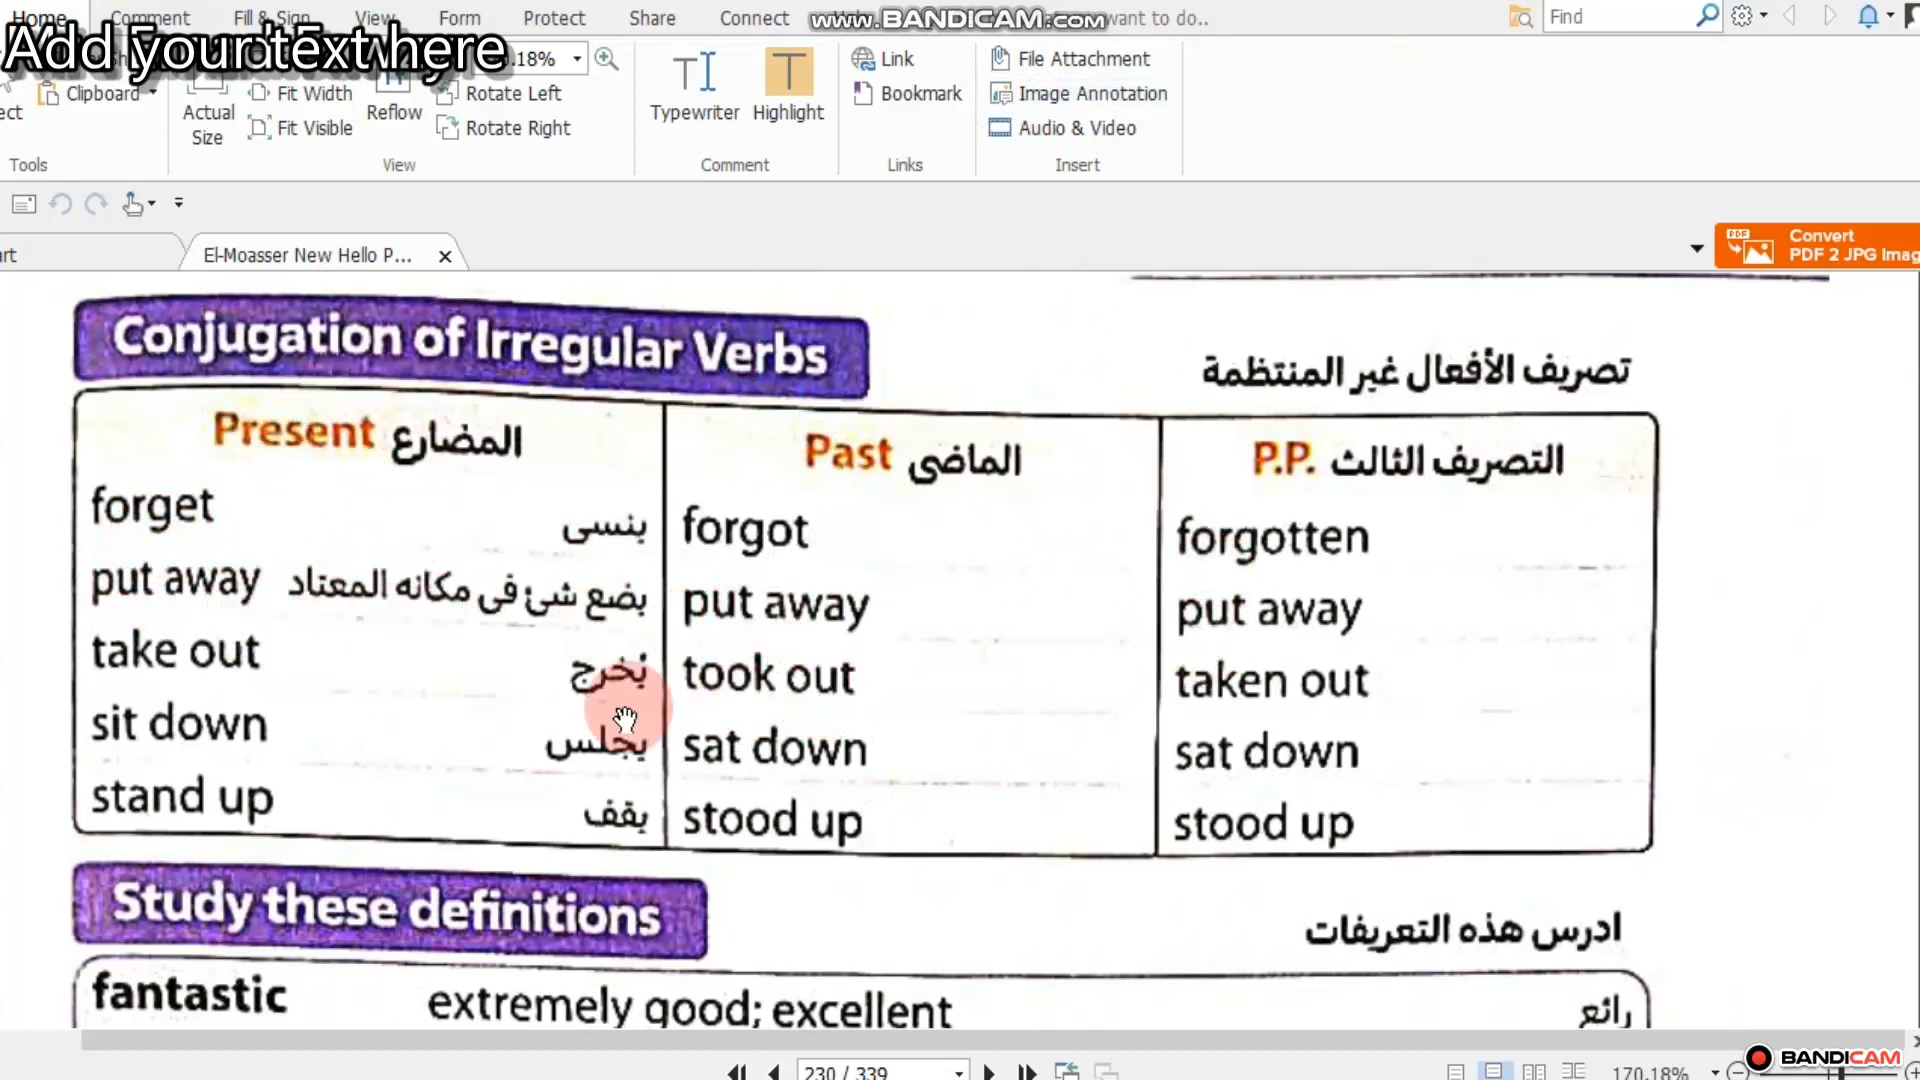 Home Comment Fill & Sign View Form Protect Share Connect www.BANDICAM.com want to do.. Find
Add your text here
.18%
Clipboard
Actual Size
Fit Width
Fit Visible
Reflow
Rotate Left
Rotate Right
Typewriter Highlight
Link
Bookmark
File Attachment
Image Annotation
Audio & Video
Tools View Comment Links Insert
El-Moasser New Hello P...
Convert
PDF 2 JPG Imag
Conjugation of Irregular Verbs تصريف الأفعال غير المنتظمة
Present المضارع Past الماضى P.P. التصريف الثالث
forget ينسى forgot forgotten
put away يضع شئ فى مكانه المعتاد put away put away
take out يُخرج took out taken out
sit down يجلس sat down sat down
stand up يقف stood up stood up
Study these definitions ادرس هذه التعريفات
fantastic extremely good; excellent رائع
230 / 339 170.18%
BANDICAM